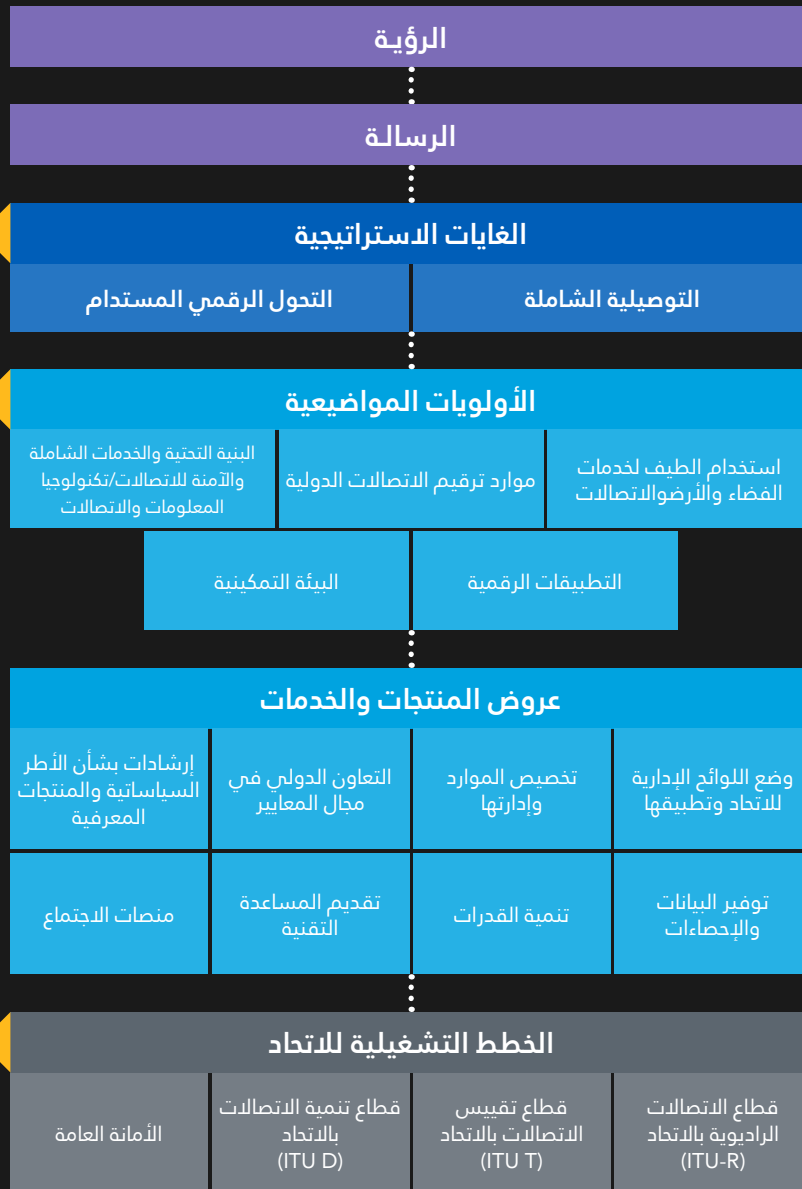 الرؤية
الرسالة
الغايات الاستراتيجية
التوصيلية الشاملة
التحول الرقمي المستدام
الأولويات المواضيعية
استخدام الطيف لخدمات
الفضاء والأرضوالاتصالات
موارد ترقيم الاتصالات الدولية
البنية التحتية والخدمات الشاملة
والآمنة للاتصالات/تكنولوجيا
المعلومات والاتصالات
التطبيقات الرقمية
البيئة التمكينية
عروض المنتجات والخدمات
وضع اللوائح الإدارية
للاتحاد وتطبيقها
تخصيص الموارد
وإدارتها
التعاون الدولي في
مجال المعايير
إرشادات بشأن الأطر
السياساتية والمنتجات
المعرفية
توفير البيانات
والإحصاءات
تنمية القدرات
تقديم المساعدة
التقنية
منصات الاجتماع
الخطط التشغيلية للاتحاد
قطاع الاتصالات
الراديوية بالاتحاد
(ITU-R)
قطاع تقييس
الاتصالات بالاتحاد
(ITU T)
قطاع تنمية الاتصالات
بالاتحاد
(ITU D)
الأمانة العامة